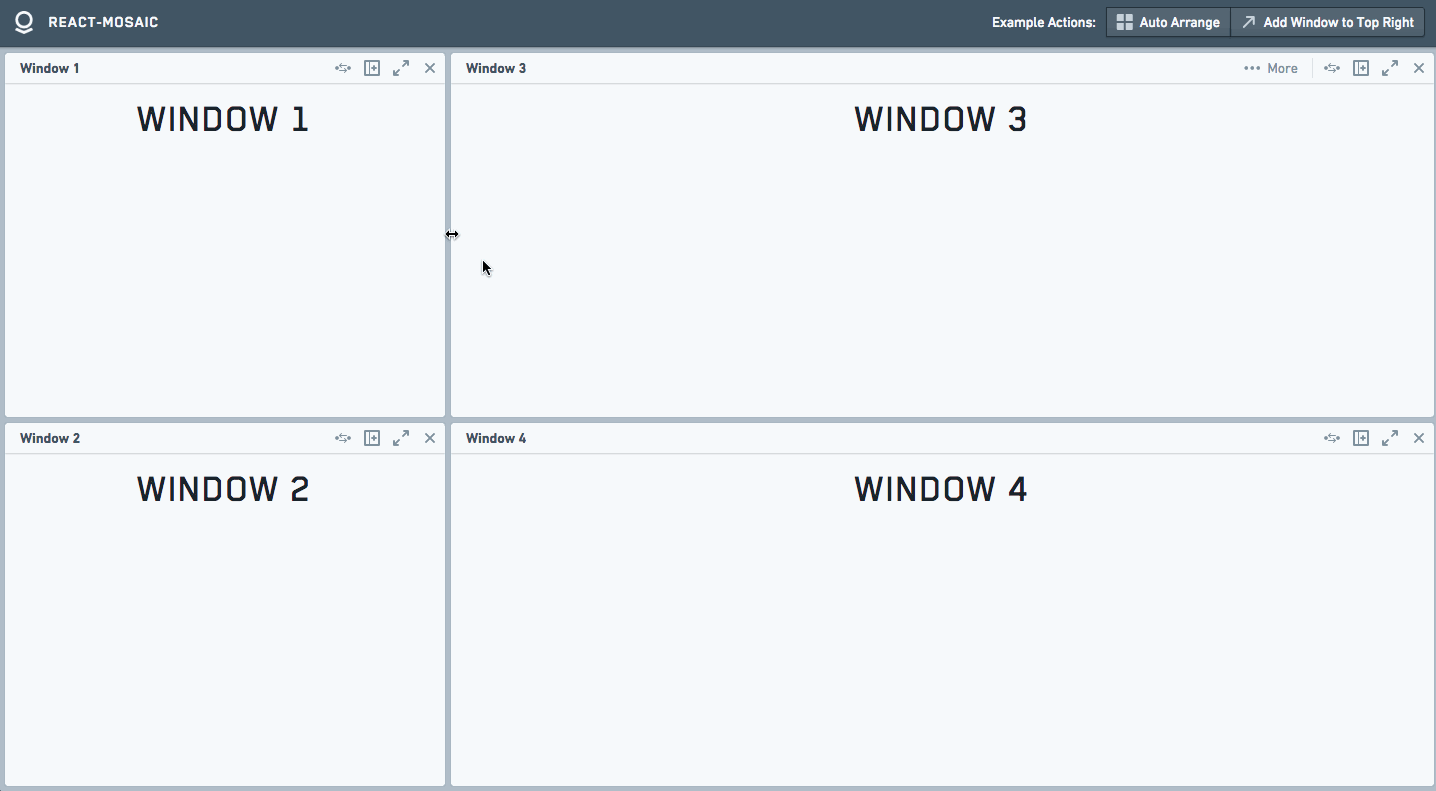 REACT-MOSAIC
Example Actions: Auto Arrange Add Window to Top Right
Window 1
WINDOW 1
Window 3 ••• More
WINDOW 3
Window 2
WINDOW 2
Window 4
WINDOW 4